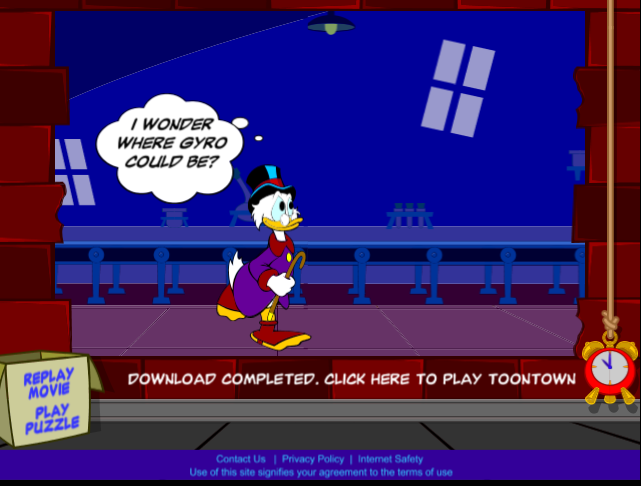 I WONDER
WHERE GYRO
COULD BE?
REPLAY
MOVIE
PLAY
PUZZLE
DOWNLOAD COMPLETED. CLICK HERE TO PLAY TOONTOWN
Contact Us | Privacy Policy | Internet Safety
Use of this site signifies your agreement to the terms of use